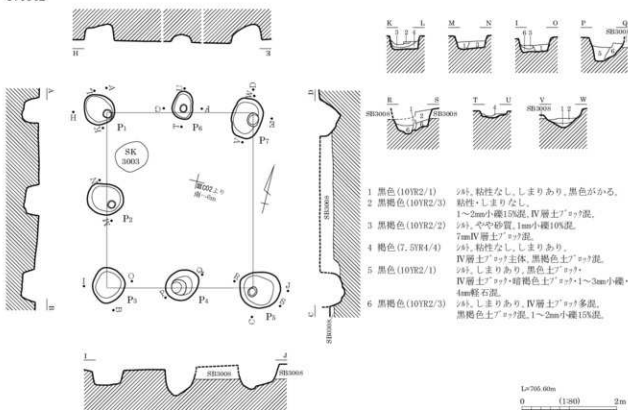 H E
K L M N I O P Q
3 2 4 6 3 SB3008
R S T U V W
SB3008 SB3008 SB3008
P1 P6 P7
SK
3003
P2
P3 P4 P5
SB3008
SB3008
I J
SB3008 SB3008
1 黒色(10YR2/1) シルト、粘性なし、しまりあり、黒色がかる。
2 黒褐色(10YR2/3) 粘性・しまりなし、
1~2mm小礫15%混、Ⅳ層土ブロック混。
3 黒褐色(10YR2/2) シルト、やや砂質、1mm小礫10%混、
7mmⅣ層土ブロック混。
4 褐色(7.5YR4/4) シルト、粘性なし、しまりあり、
Ⅳ層土ブロック主体、黒褐色土ブロック混。
5 黒色(10YR2/1) シルト、しまりあり、黒色土ブロック・
Ⅳ層土ブロック・暗褐色土ブロック・1~3mm小礫・
4mm軽石混。
6 黒褐色(10YR2/3) シルト、しまりあり、Ⅳ層土ブロック多混、
黒褐色土ブロック混、1~2mm小礫15%混。
L=705.60m
0 (1:80) 2m